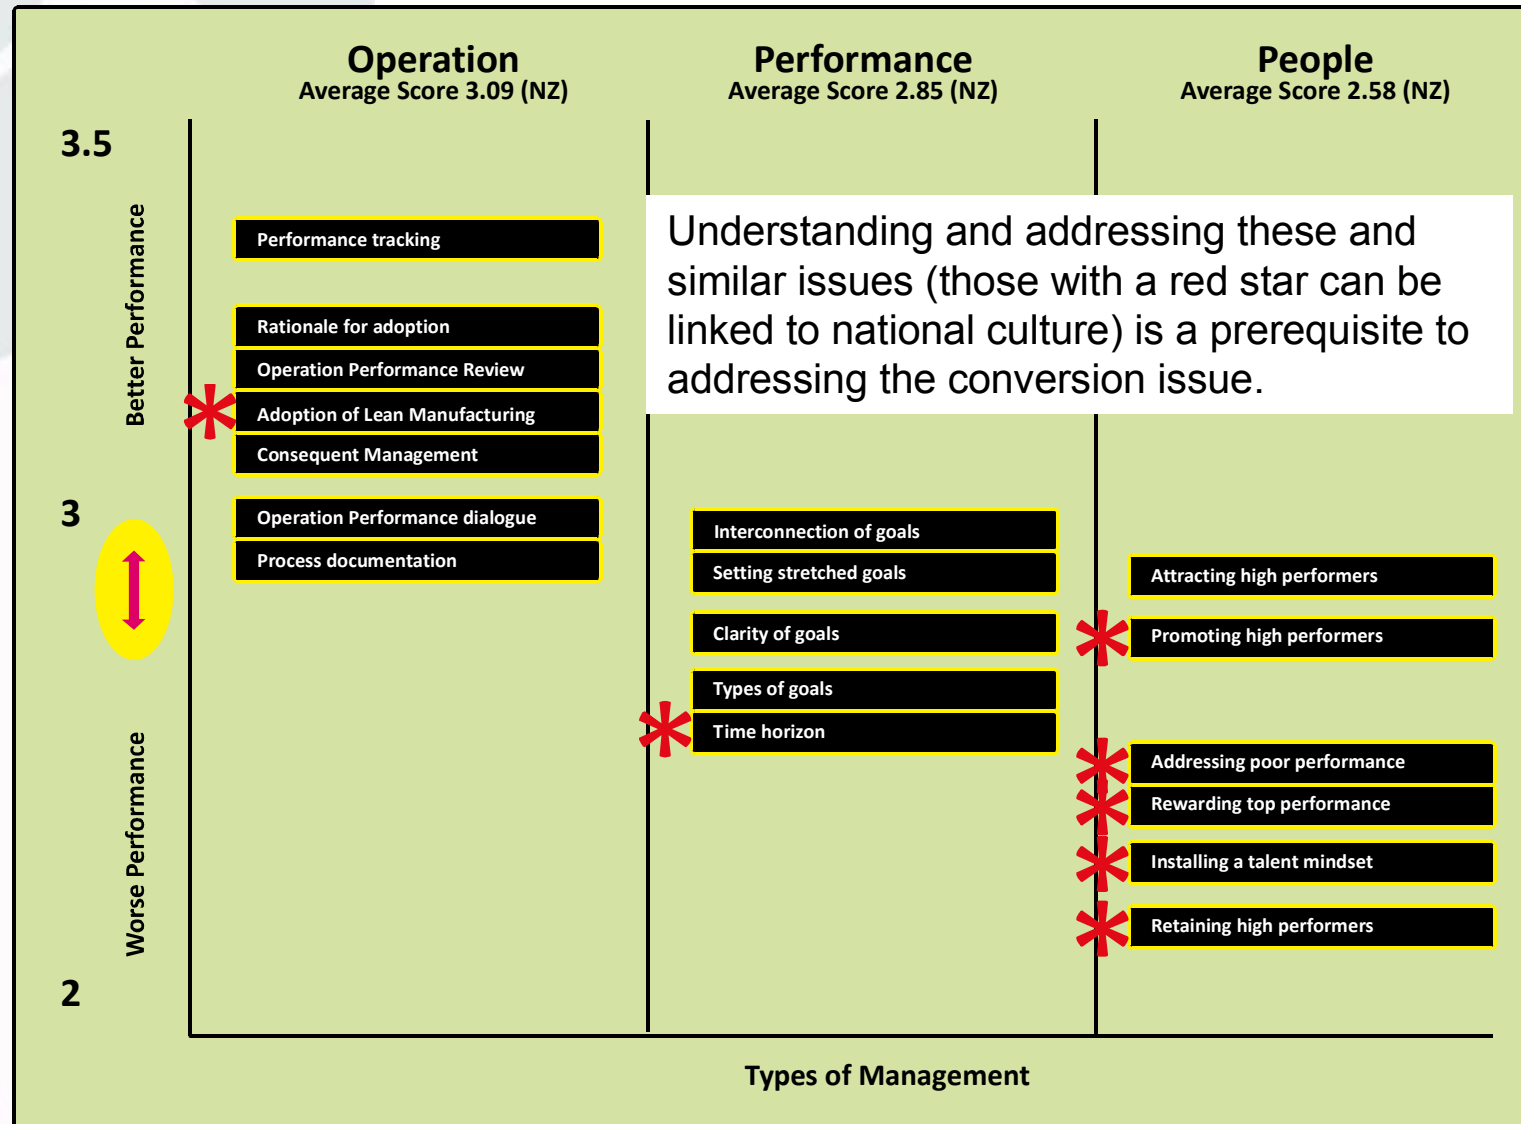 Operation
Average Score 3.09 (NZ)
Performance
Average Score 2.85 (NZ)
People
Average Score 2.58 (NZ)
3.5
Better Performance
3
Worse Performance
2
Performance tracking
Rationale for adoption
Operation Performance Review
Adoption of Lean Manufacturing
Consequent Management
Operation Performance dialogue
Process documentation
Understanding and addressing these and
similar issues (those with a red star can be
linked to national culture) is a prerequisite to
addressing the conversion issue.
Interconnection of goals
Setting stretched goals
Clarity of goals
Types of goals
Time horizon
Attracting high performers
Promoting high performers
Addressing poor performance
Rewarding top performance
Installing a talent mindset
Retaining high performers
Types of Management